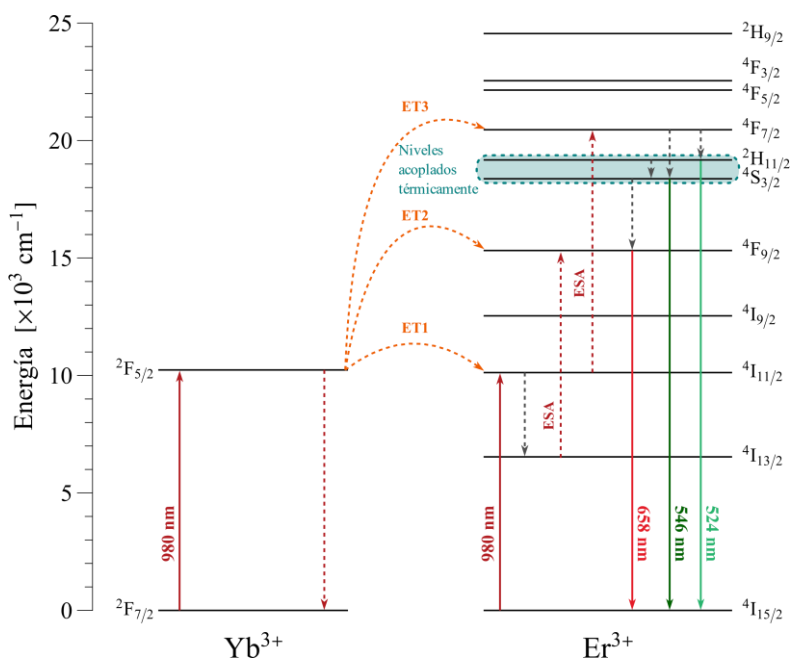 25
20
15
10
5
0
Energía [×10³ cm⁻¹]
²F₅/₂
²F₇/₂
980 nm
Yb³⁺
ET3
ET2
ET1
Niveles
acoplados
térmicamente
ESA
ESA
980 nm
658 nm
546 nm
524 nm
²H₉/₂
⁴F₃/₂
⁴F₅/₂
⁴F₇/₂
²H₁₁/₂
⁴S₃/₂
⁴F₉/₂
⁴I₉/₂
⁴I₁₁/₂
⁴I₁₃/₂
⁴I₁₅/₂
Er³⁺